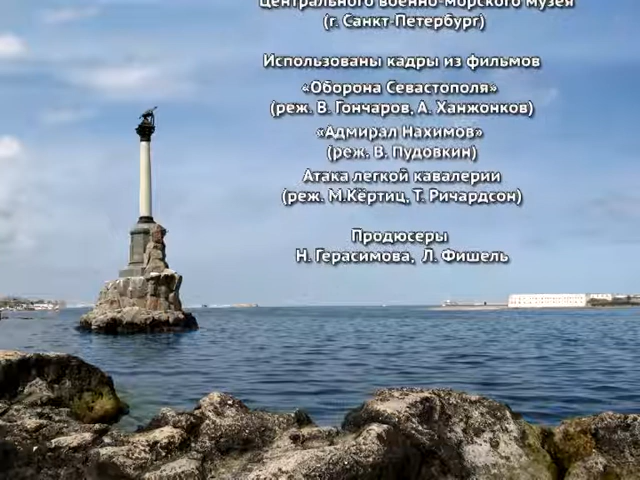 Центрального военно-морского музея
(г. Санкт-Петербург)
Использованы кадры из фильмов
«Оборона Севастополя»
(реж. В. Гончаров, А. Ханжонков)
«Адмирал Нахимов»
(реж. В. Пудовкин)
Атака легкой кавалерии
(реж. М.Кёртиц, Т. Ричардсон)
Продюсеры
Н. Герасимова, Л. Фишель